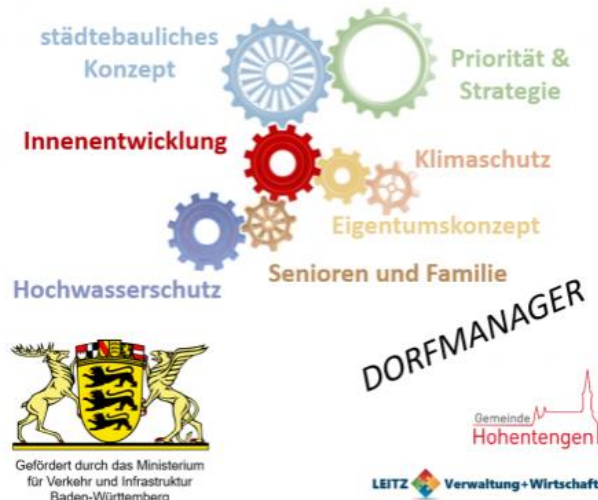 städtebauliches
Konzept
Priorität &
Strategie
Innenentwicklung
Klimaschutz
Eigentumskonzept
Senioren und Familie
Hochwasserschutz
DORFMANAGER
Gefördert durch das Ministerium
für Verkehr und Infrastruktur
Baden-Württemberg
Gemeinde
Hohentengen
LEITZ Verwaltung+Wirtschaft